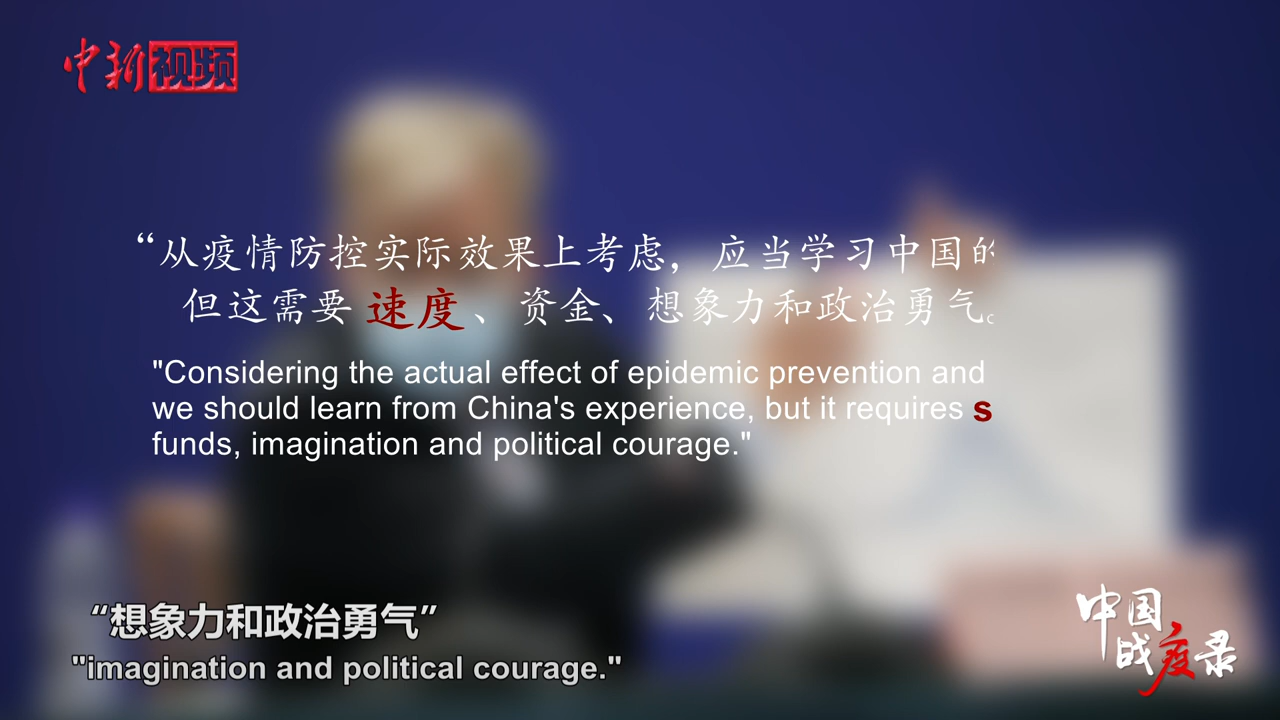 中新视频
“从疫情防控实际效果上考虑，应当学习中国的
但这需要 速度、资金、想象力和政治勇气。
"Considering the actual effect of epidemic prevention and
we should learn from China's experience, but it requires s
funds, imagination and political courage."
“想象力和政治勇气”
"imagination and political courage."
中国
战疫录